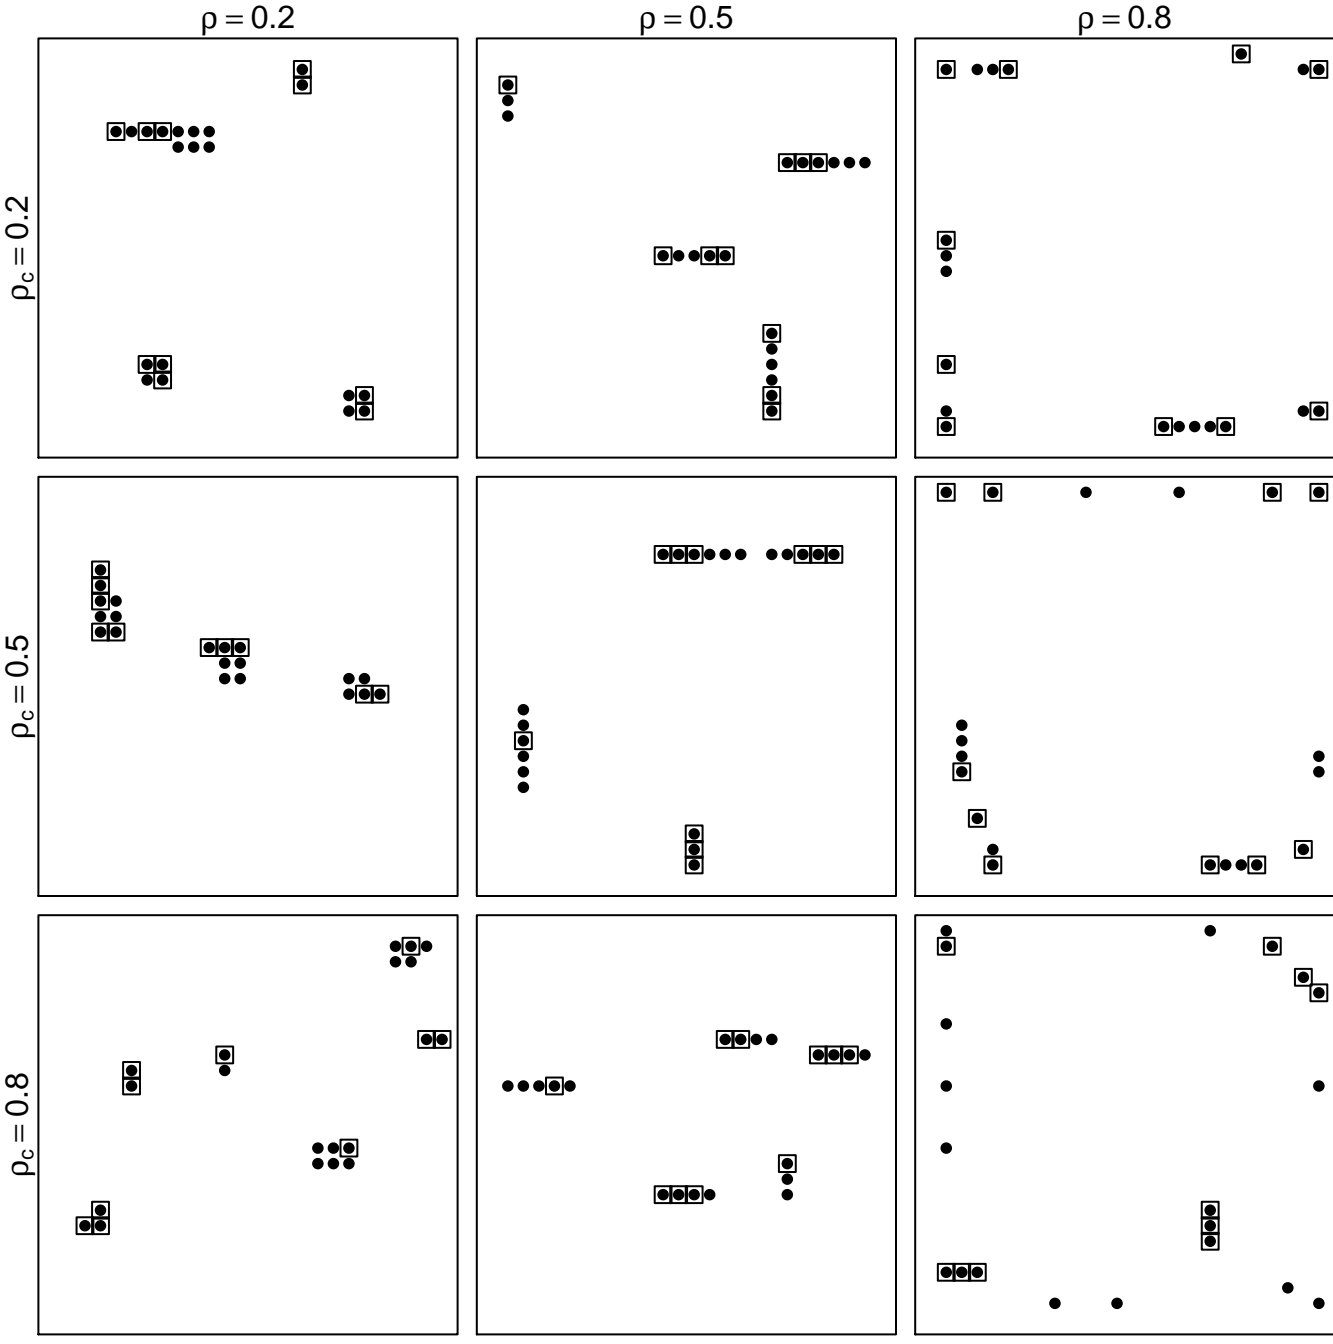 ρ = 0.2
ρ = 0.5
ρ = 0.8
ρc = 0.2
ρc = 0.5
ρc = 0.8